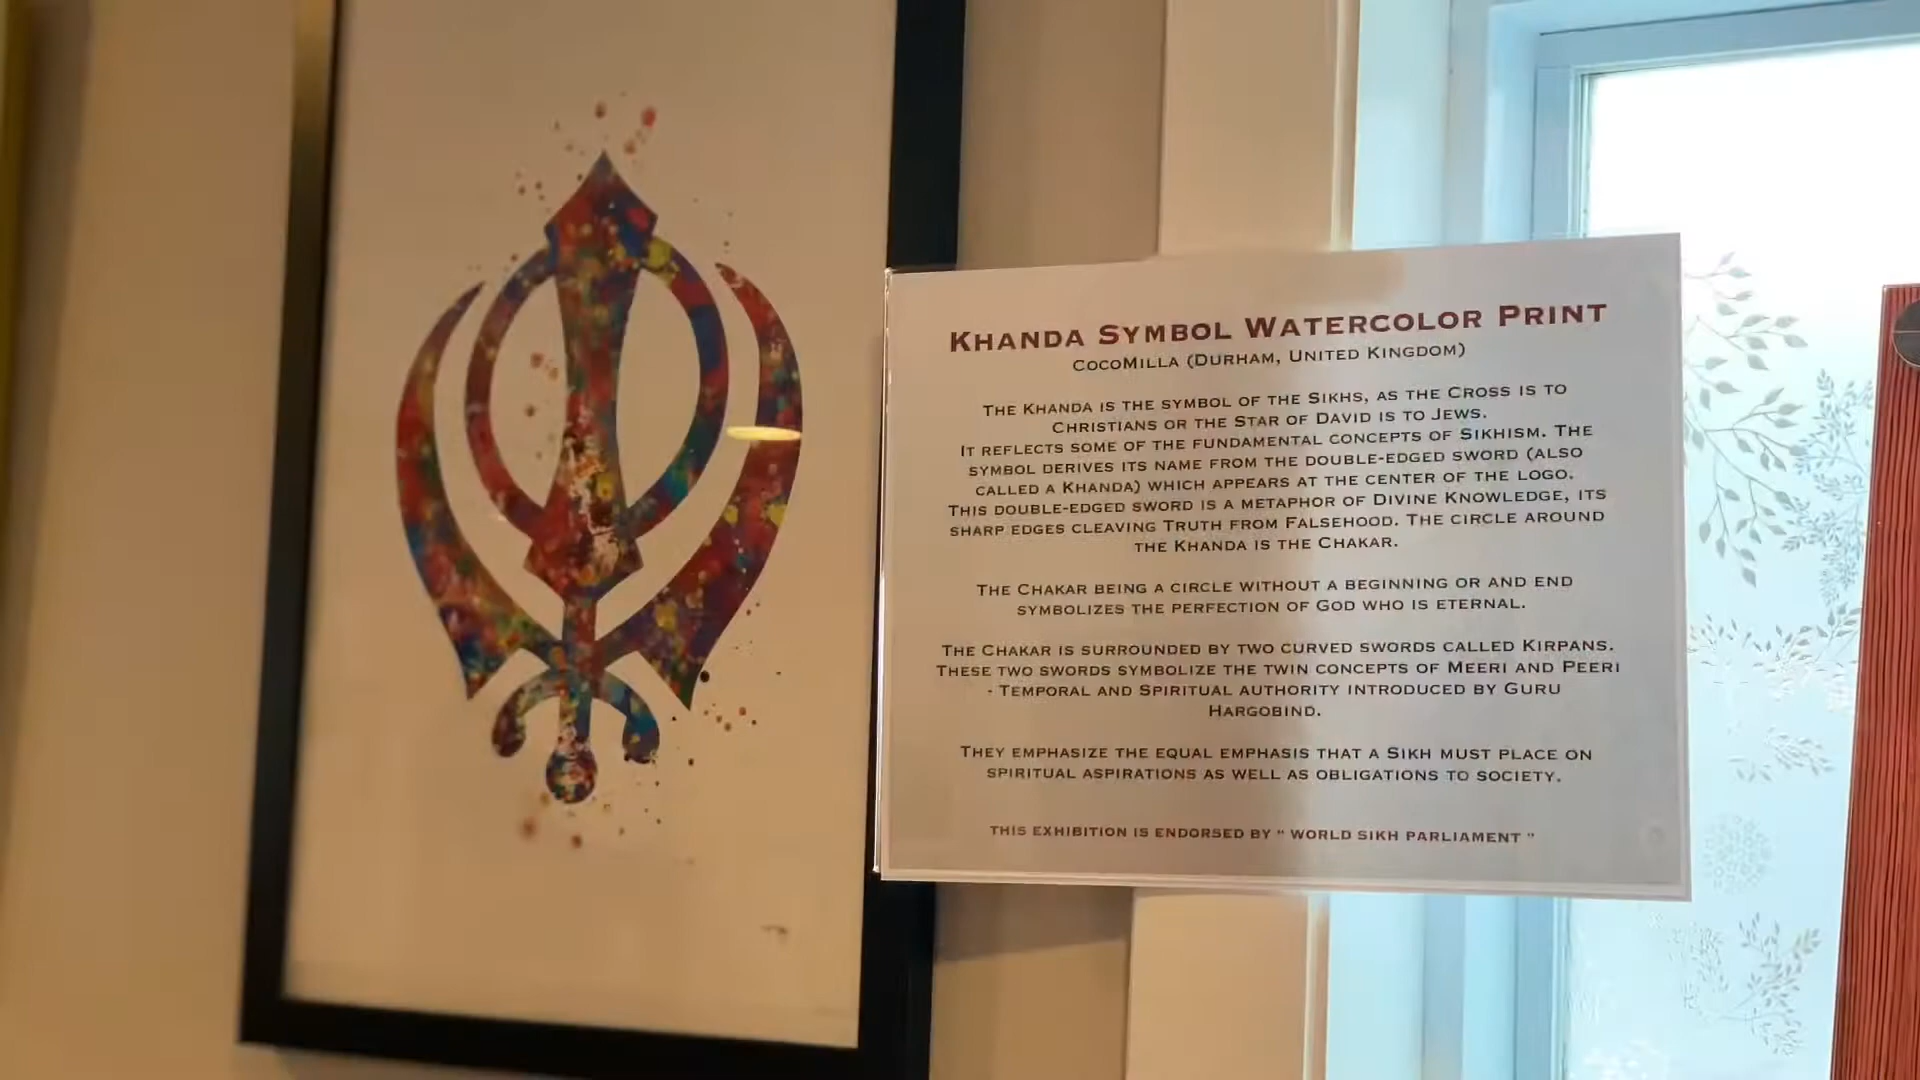 Khanda Symbol Watercolor Print
CocoMilla (Durham, United Kingdom)
The Khanda is the symbol of the Sikhs, as the Cross is to
Christians or the Star of David is to Jews.
It reflects some of the fundamental concepts of Sikhism. The
symbol derives its name from the double-edged sword (also
called a Khanda) which appears at the center of the logo.
This double-edged sword is a metaphor of Divine Knowledge, its
sharp edges cleaving Truth from Falsehood. The circle around
the Khanda is the Chakar.
The Chakar being a circle without a beginning or and end
symbolizes the perfection of God who is eternal.
The Chakar is surrounded by two curved swords called Kirpans.
These two swords symbolize the twin concepts of Meeri and Peeri
- Temporal and Spiritual authority introduced by Guru
Hargobind.
They emphasize the equal emphasis that a Sikh must place on
spiritual aspirations as well as obligations to society.
this exhibition is endorsed by " world sikh parliament "